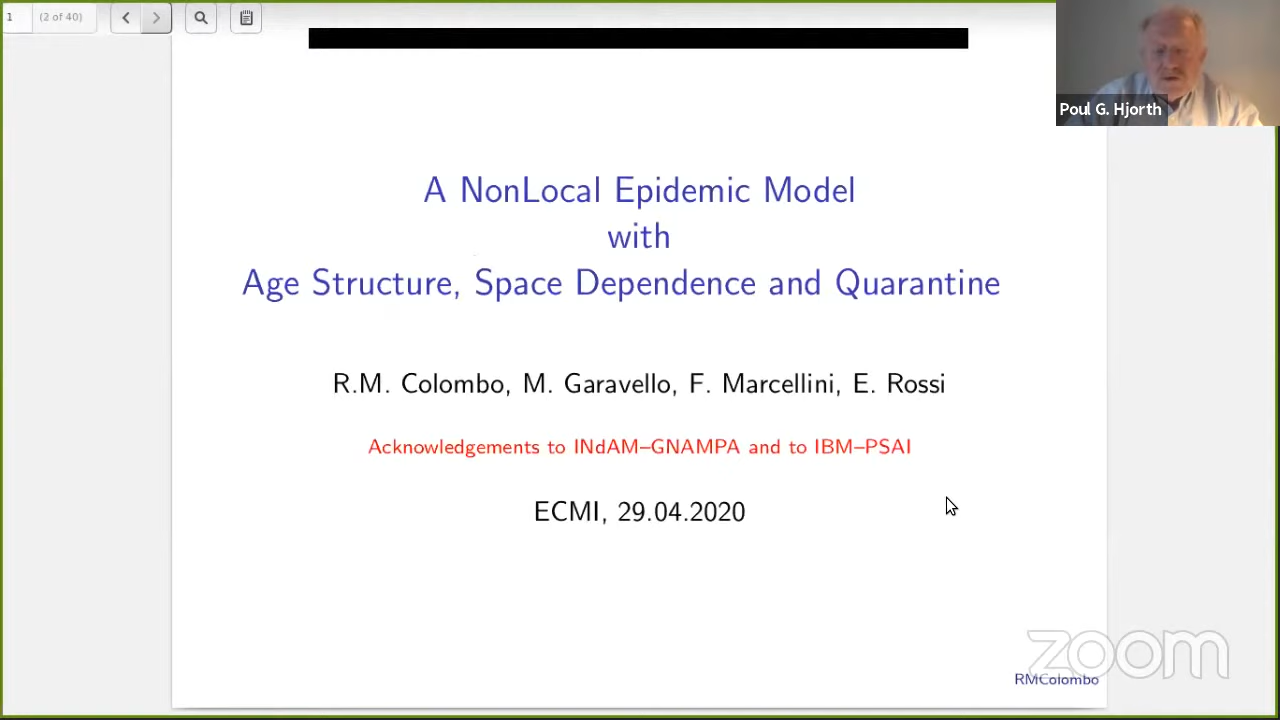 1
(2 of 40)
Poul G. Hjorth
A NonLocal Epidemic Model
with
Age Structure, Space Dependence and Quarantine
R.M. Colombo, M. Garavello, F. Marcellini, E. Rossi
Acknowledgements to INdAM–GNAMPA and to IBM–PSAI
ECMI, 29.04.2020
zoom
RMColombo